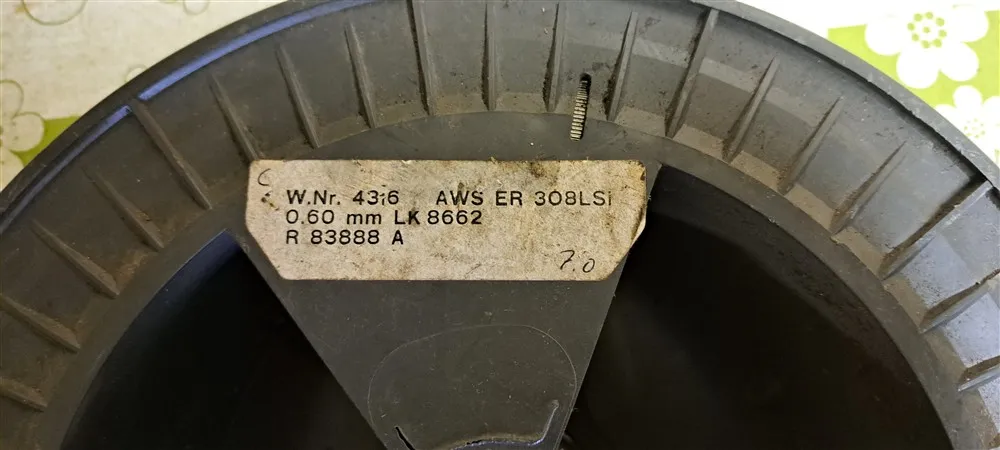 W.Nr. 4316 AWS ER 308LSi
0.60 mm LK 8662
R 83888 A
7.0